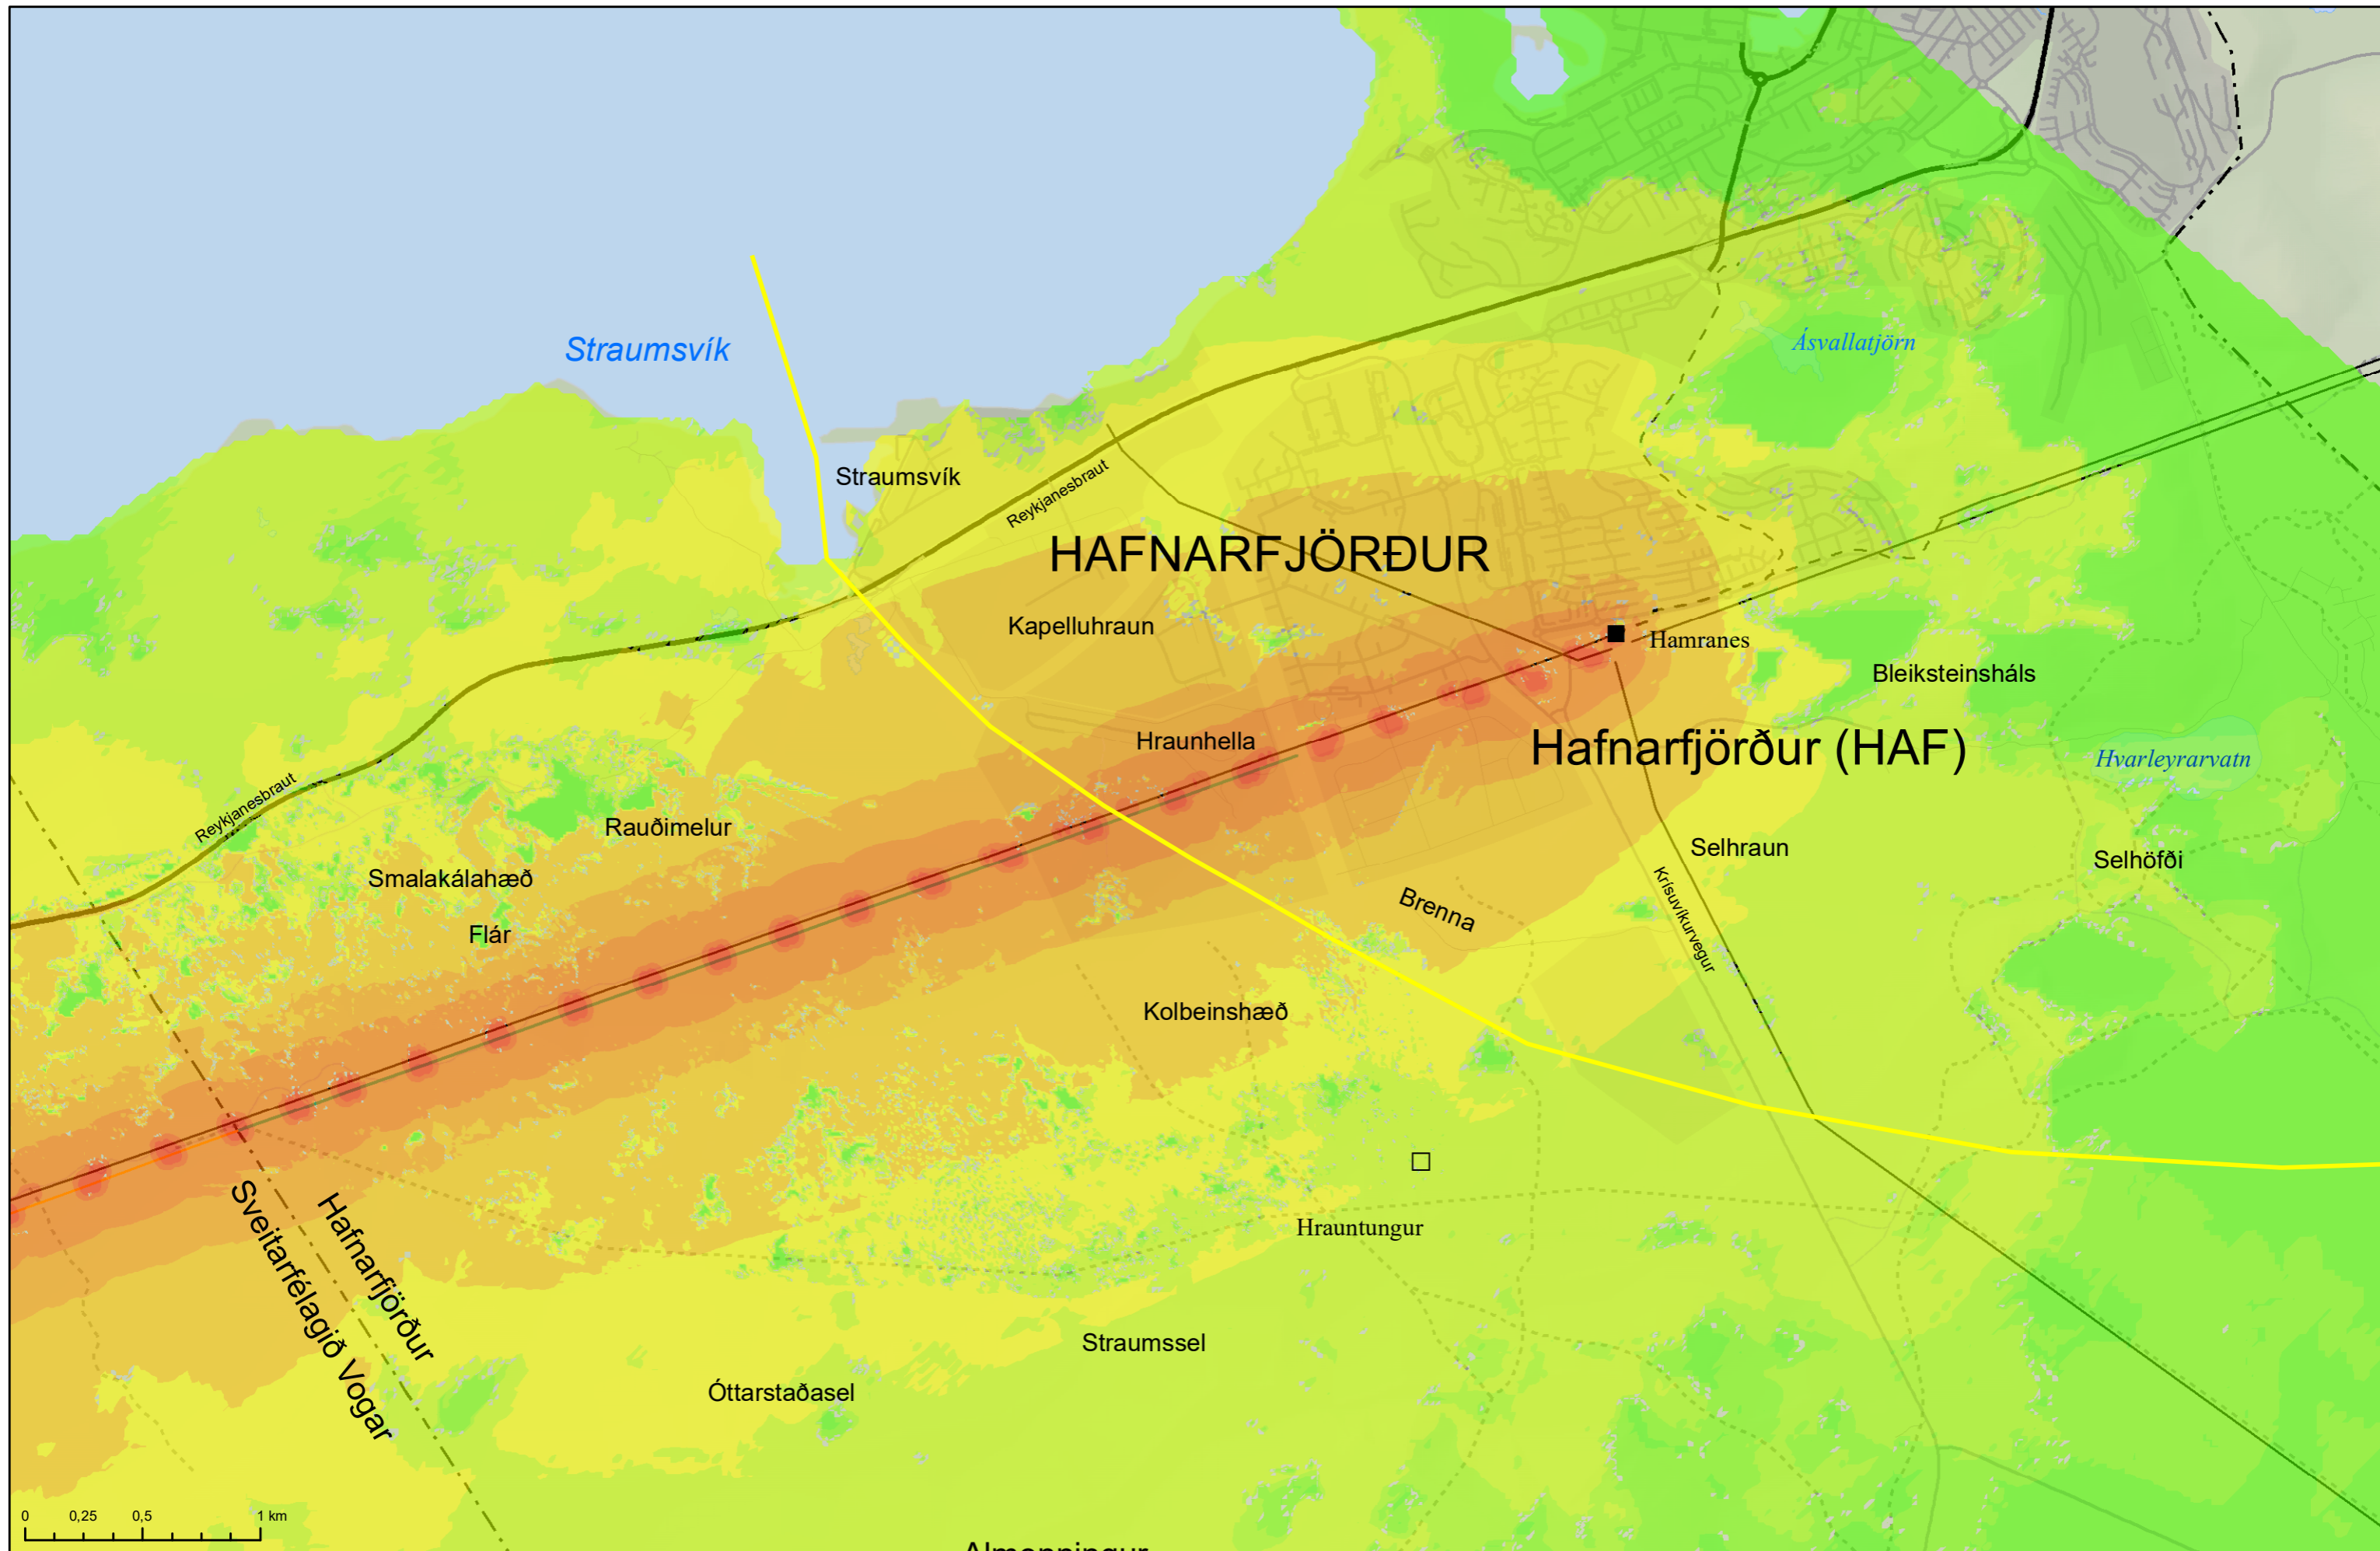 Straumsvík
Ásvallatjörn
Straumsvík
Reykjanesbraut
HAFNARFJÖRÐUR
Kapelluhraun
Hamranes
Bleiksteinsháls
Hraunhella
Hafnarfjörður (HAF)
Hvarleyrarvatn
Reykjanesbraut
Rauðimelur
Selhraun
Selhöfði
Smalakálahæð
Brenna
Krísuvíkurvegur
Flár
Kolbeinshæð
Hrauntungur
Hafnarfjörður
Sveitarfélagið Vogar
Straumssel
Óttarstaðasel
0 0,25 0,5 1 km